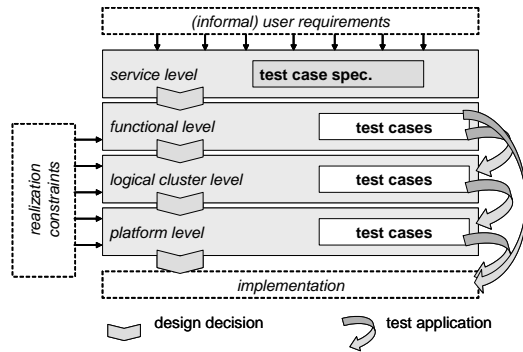 (informal) user requirements
service level
test case spec.
functional level
test cases
realization
constraints
logical cluster level
test cases
platform level
test cases
implementation
design decision
test application